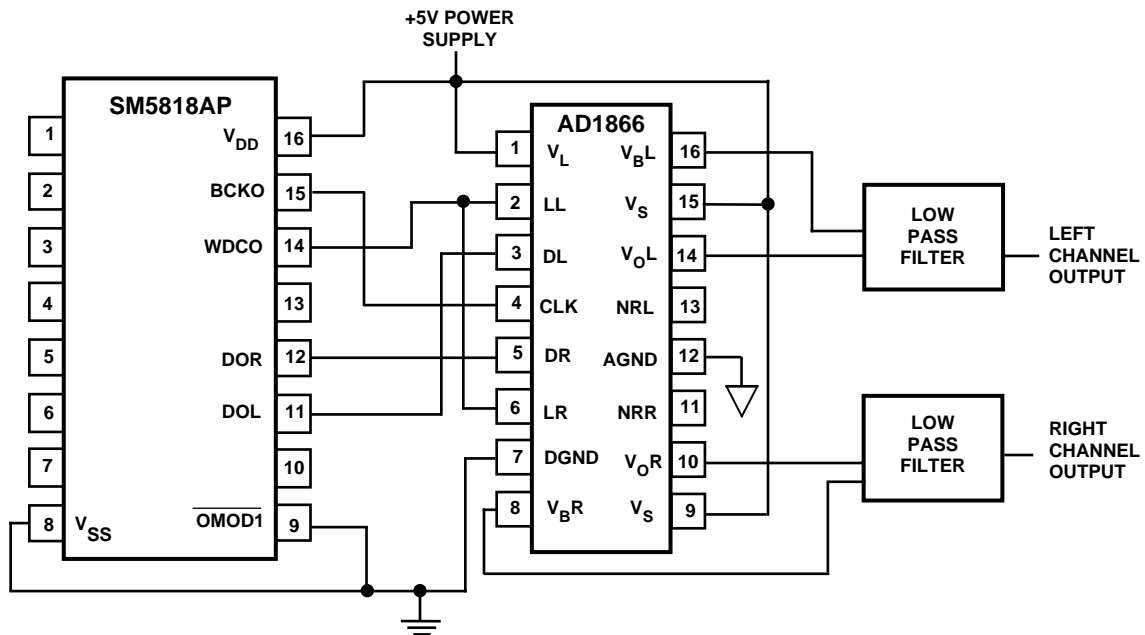 +5V POWER
SUPPLY
SM5818AP
1
2
3
4
5
6
7
8
V_SS
V_DD 16
BCKO 15
WDCO 14
13
DOR 12
DOL 11
10
OMOD1 9
AD1866
1 V_L
2 LL
3 DL
4 CLK
5 DR
6 LR
7 DGND
8 V_BR
V_BL 16
V_S 15
V_OL 14
NRL 13
AGND 12
NRR 11
V_OR 10
V_S 9
LOW
PASS
FILTER
LEFT
CHANNEL
OUTPUT
LOW
PASS
FILTER
RIGHT
CHANNEL
OUTPUT